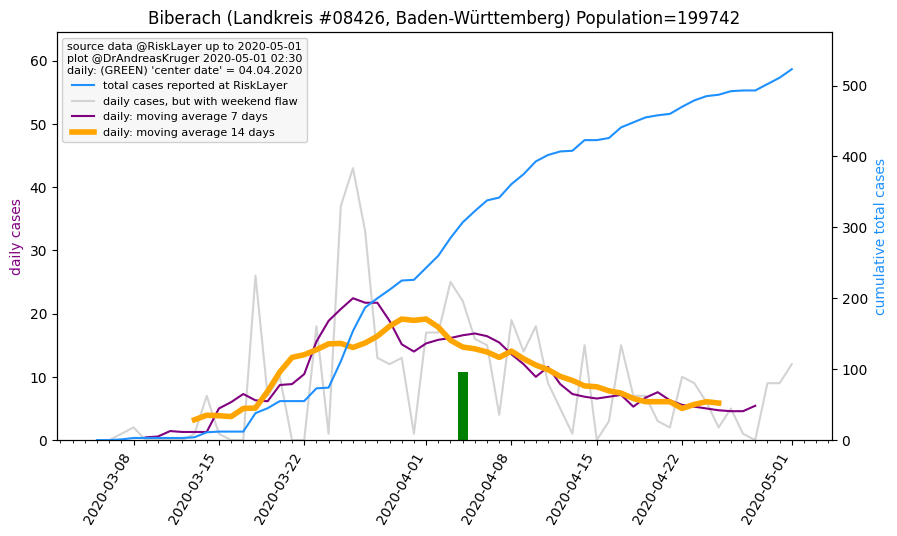 Biberach (Landkreis #08426, Baden-Württemberg) Population=199742
source data @RiskLayer up to 2020-05-01
plot @DrAndreasKruger 2020-05-01 02:30
daily: (GREEN) 'center date' = 04.04.2020
total cases reported at RiskLayer
daily cases, but with weekend flaw
daily: moving average 7 days
daily: moving average 14 days
daily cases
60
50
40
30
20
10
0
cumulative total cases
500
400
300
200
100
0
2020-03-08
2020-03-15
2020-03-22
2020-04-01
2020-04-08
2020-04-15
2020-04-22
2020-05-01